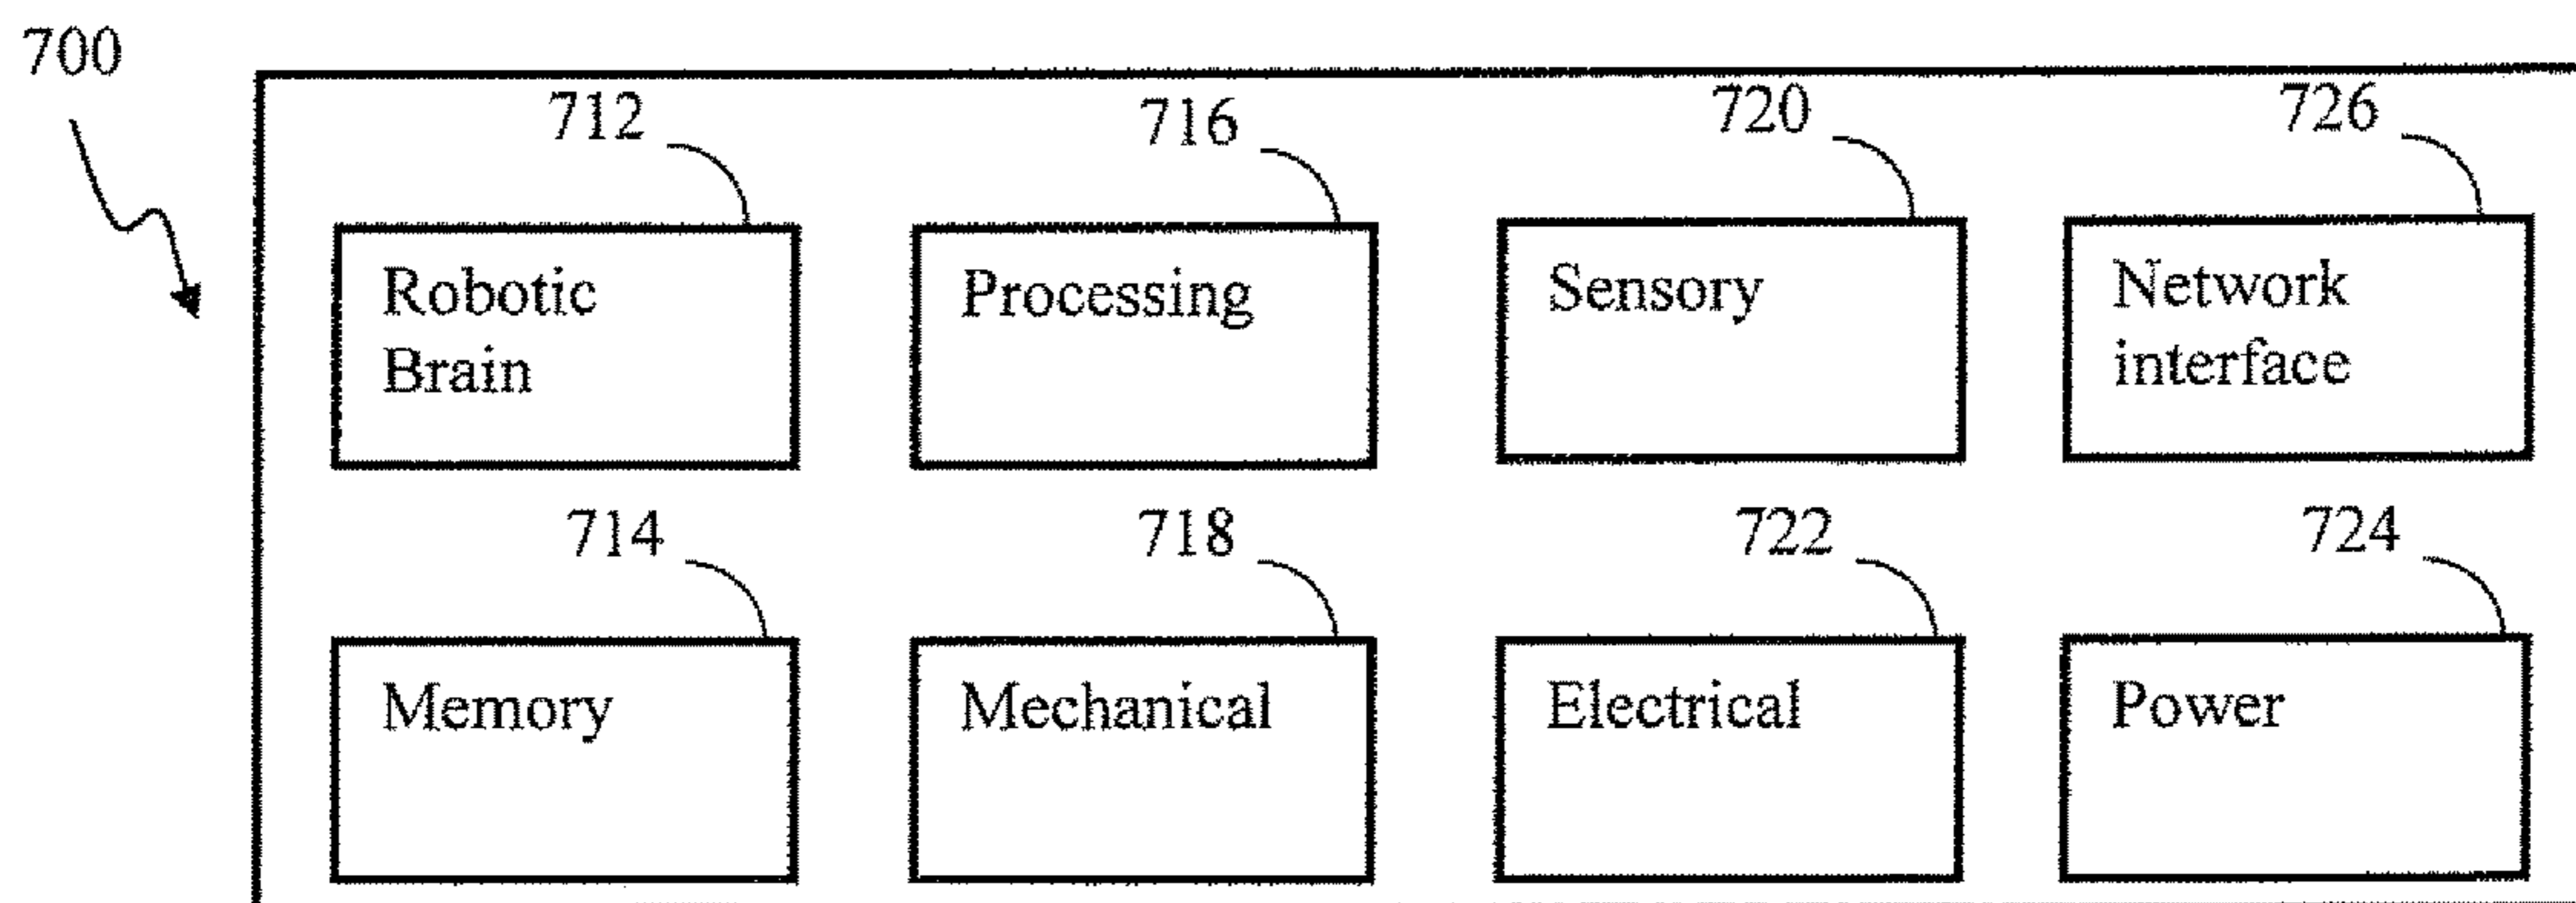 700
712
716
720
726
Robotic
Brain
Processing
Sensory
Network
interface
714
718
722
724
Memory
Mechanical
Electrical
Power